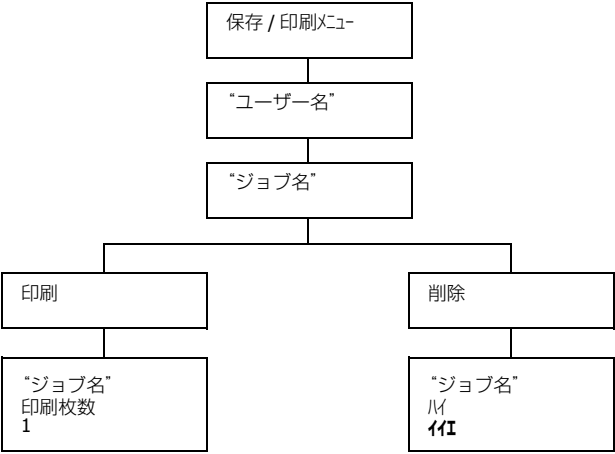 保存 / 印刷ﾒﾆｭｰ
“ユーザー名”
“ジョブ名”
印刷
削除
“ジョブ名”
印刷枚数
1
“ジョブ名”
ﾊｲ
ｲｲｴ